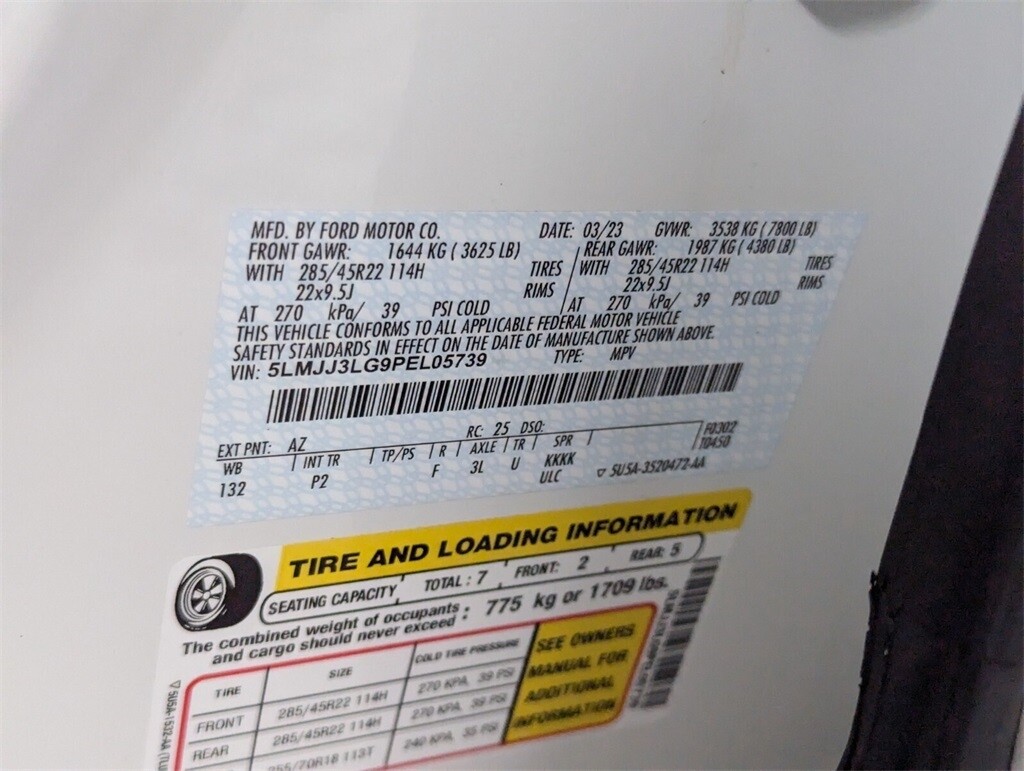 MFD. BY FORD MOTOR CO. DATE: 03/23 GVWR: 3538 KG ( 7800 LB)
FRONT GAWR: 1644 KG ( 3625 LB) REAR GAWR: 1987 KG ( 4380 LB)
WITH 285/45R22 114H TIRES WITH 285/45R22 114H TIRES
22x9.5J RIMS 22x9.5J RIMS
AT 270 kPa/ 39 PSI COLD AT 270 kPa/ 39 PSI COLD
THIS VEHICLE CONFORMS TO ALL APPLICABLE FEDERAL MOTOR VEHICLE
SAFETY STANDARDS IN EFFECT ON THE DATE OF MANUFACTURE SHOWN ABOVE.
VIN: 5LMJJ3LG9PEL05739 TYPE: MPV
EXT PNT: AZ RC: 25 DSO: F0302
WB INT TR TP/PS R AXLE TR SPR 10450
132 P2 F 3L U KKKK
ULC ▽ 5U5A-3520472-AA
TIRE AND LOADING INFORMATION
SEATING CAPACITY TOTAL : 7 FRONT: 2 REAR: 5
The combined weight of occupants
and cargo should never exceed : 775 kg or 1709 lbs.
TIRE SIZE COLD TIRE PRESSURE
FRONT 285/45R22 114H 270 KPA, 39 PSI
REAR 285/45R22 114H 270 KPA, 39 PSI
255/70R18 113T 240 KPA, 35 PSI
SEE OWNERS
MANUAL FOR
ADDITIONAL
INFORMATION